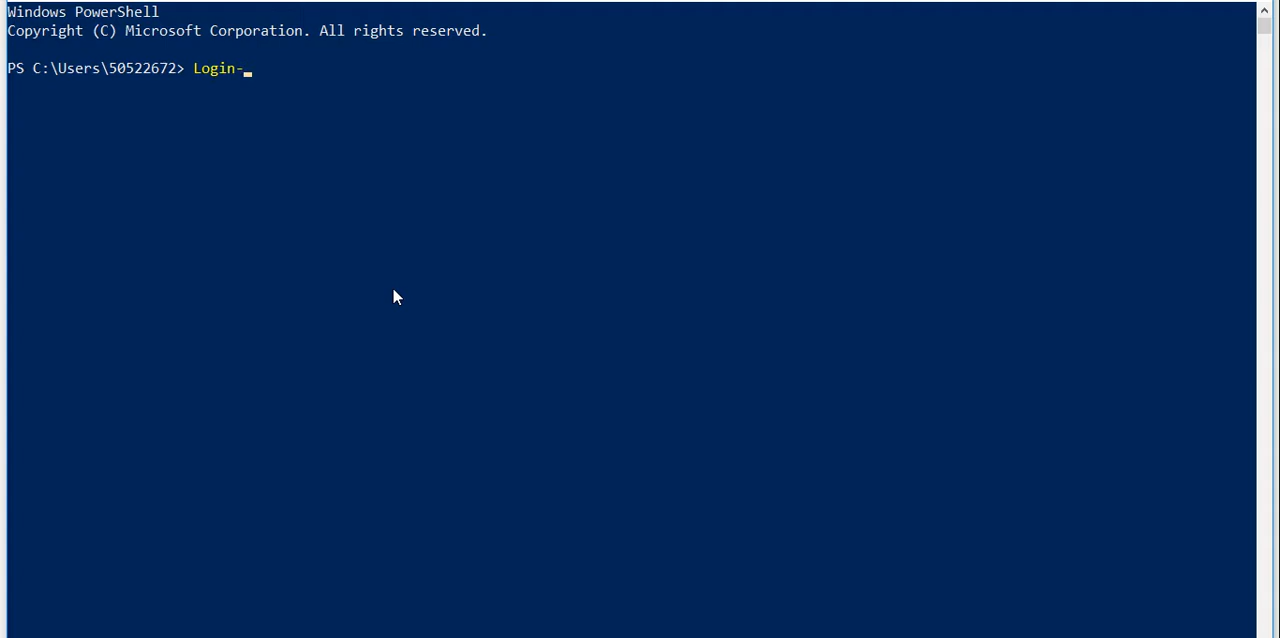 Windows PowerShell
Copyright (C) Microsoft Corporation. All rights reserved.
PS C:\Users\50522672> Login-